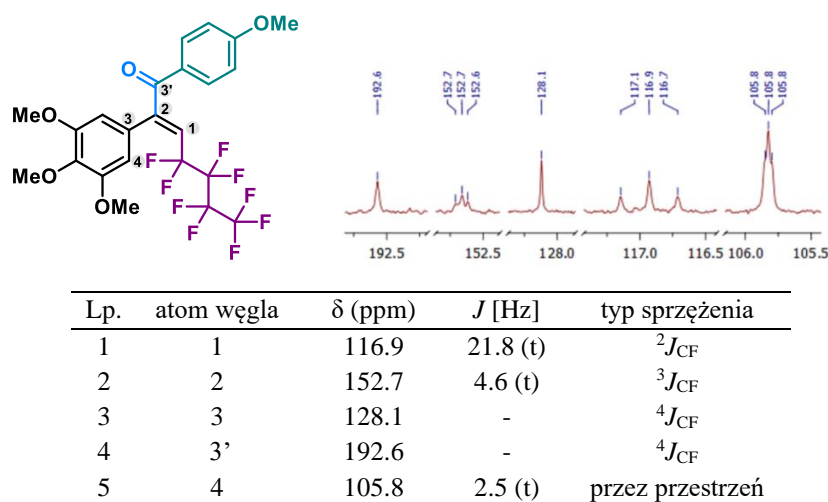 OMe
O
3'
2
1
3
4
MeO
MeO
OMe
F
F
F
F
F
F
F
F
F
192.6
152.7
152.7
152.6
128.1
117.1
116.9
116.7
105.8
105.8
105.8
192.5 152.5 128.0 117.0 116.5 106.0 105.5
Lp. atom węgla δ (ppm) J [Hz] typ sprzężenia
1 1 116.9 21.8 (t) ²JCF
2 2 152.7 4.6 (t) ³JCF
3 3 128.1 - ⁴JCF
4 3’ 192.6 - ⁴JCF
5 4 105.8 2.5 (t) przez przestrzeń